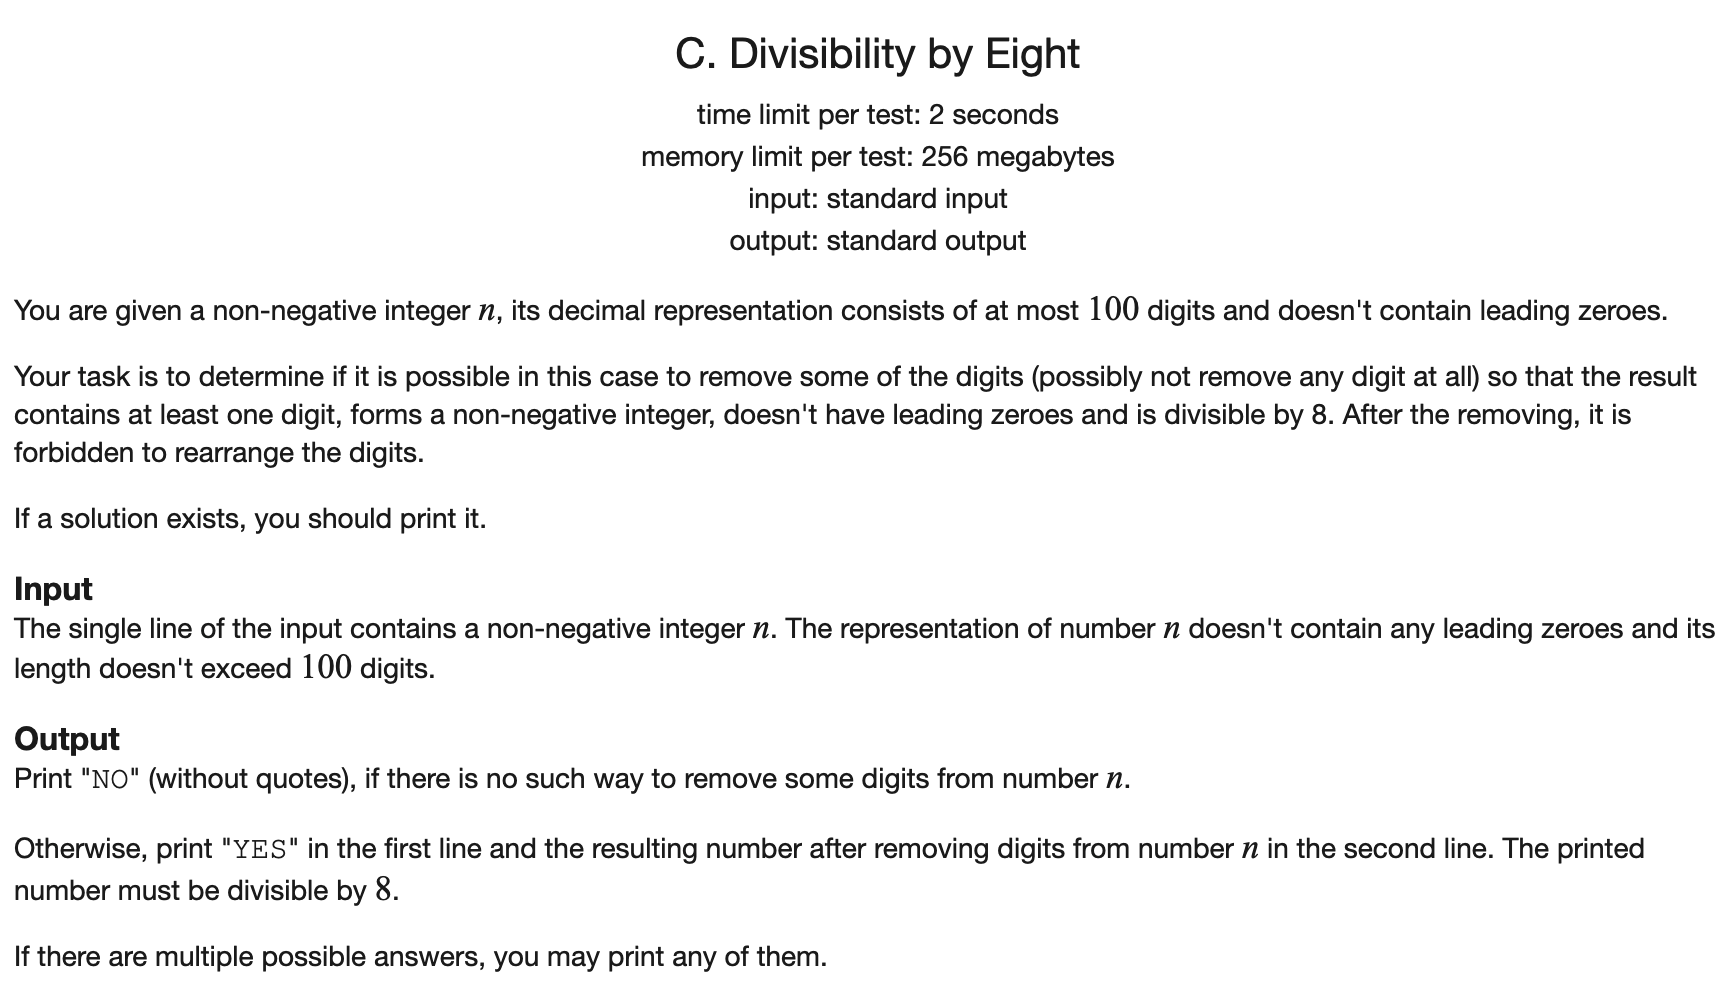 C. Divisibility by Eight
time limit per test: 2 seconds
memory limit per test: 256 megabytes
input: standard input
output: standard output
You are given a non-negative integer n, its decimal representation consists of at most 100 digits and doesn't contain leading zeroes.
Your task is to determine if it is possible in this case to remove some of the digits (possibly not remove any digit at all) so that the result
contains at least one digit, forms a non-negative integer, doesn't have leading zeroes and is divisible by 8. After the removing, it is
forbidden to rearrange the digits.
If a solution exists, you should print it.
Input
The single line of the input contains a non-negative integer n. The representation of number n doesn't contain any leading zeroes and its
length doesn't exceed 100 digits.
Output
Print "NO" (without quotes), if there is no such way to remove some digits from number n.
Otherwise, print "YES" in the first line and the resulting number after removing digits from number n in the second line. The printed
number must be divisible by 8.
If there are multiple possible answers, you may print any of them.